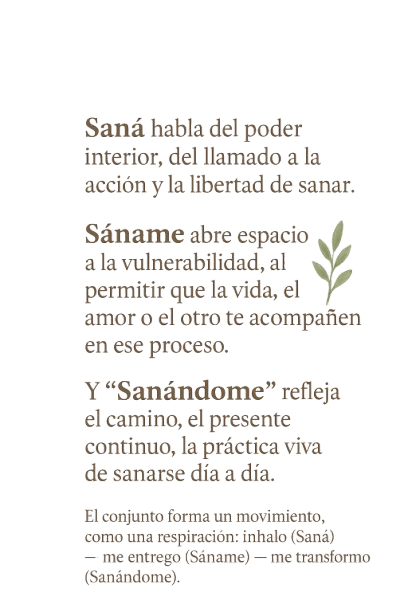 Saná habla del poder
interior, del llamado a la
acción y la libertad de sanar.
Sáname abre espacio
a la vulnerabilidad, al
permitir que la vida, el
amor o el otro te acompañen
en ese proceso.
Y “Sanándome” refleja
el camino, el presente
continuo, la práctica viva
de sanarse día a día.
El conjunto forma un movimiento,
como una respiración: inhalo (Saná)
— me entrego (Sáname) — me transformo
(Sanándome).